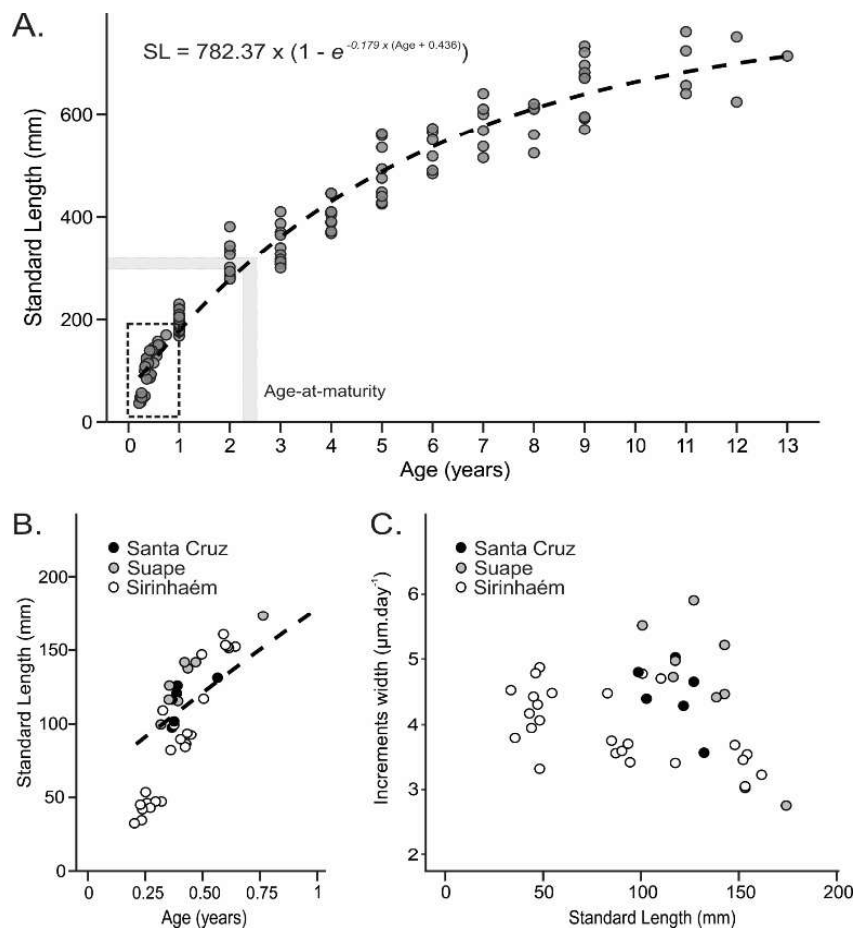 A.
SL = 782.37 x (1 - e -0.179 x (Age + 0.436))
Standard Length (mm)
600
400
200
0
Age-at-maturity
0 1 2 3 4 5 6 7 8 9 10 11 12 13
Age (years)
B.
Santa Cruz
Suape
Sirinhaém
Standard Length (mm)
200
150
100
50
0
0 0.25 0.50 0.75 1
Age (years)
C.
Santa Cruz
Suape
Sirinhaém
Increments width (µm.day-1)
6
5
4
3
2
0 50 100 150 200
Standard Length (mm)